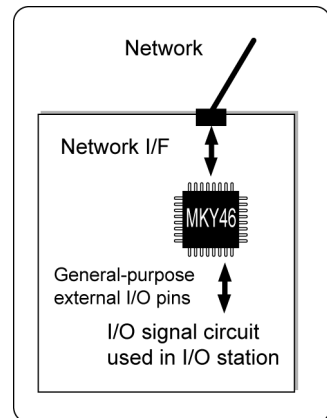 Network
Network I/F
MKY46
General-purpose
external I/O pins
I/O signal circuit
used in I/O station